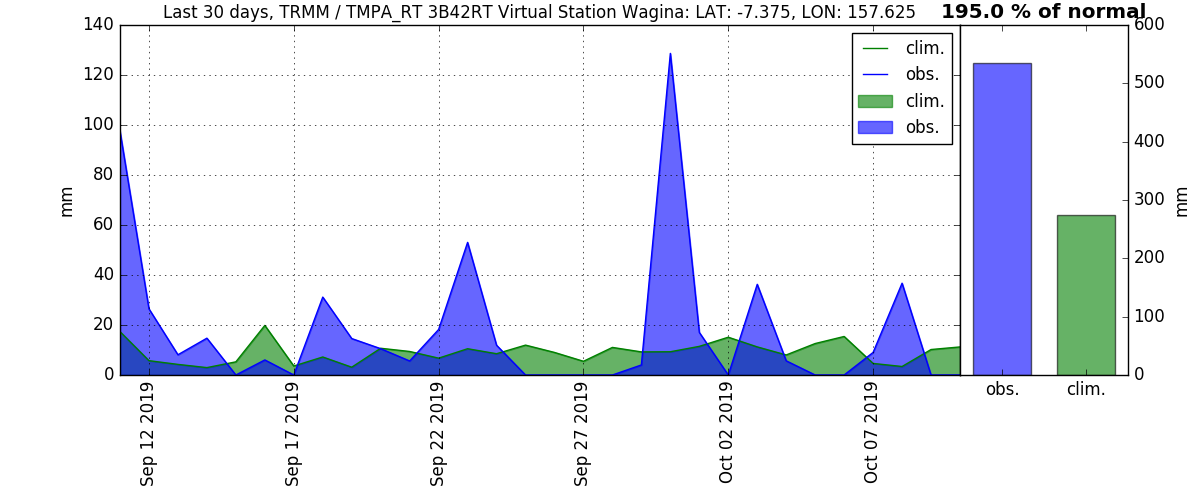 Last 30 days, TRMM / TMPA_RT 3B42RT Virtual Station Wagina: LAT: -7.375, LON: 157.625
195.0 % of normal
140
120
100
80
60
40
20
0
mm
clim.
obs.
clim.
obs.
Sep 12 2019
Sep 17 2019
Sep 22 2019
Sep 27 2019
Oct 02 2019
Oct 07 2019
600
500
400
300
200
100
0
mm
obs.
clim.